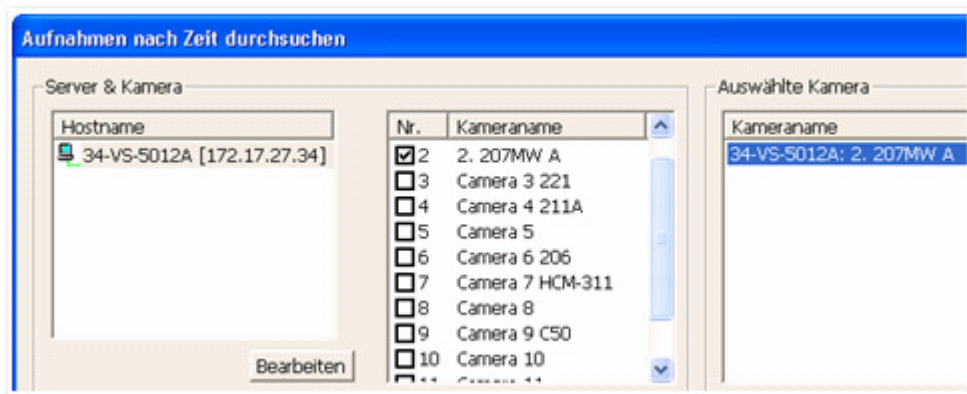 Aufnahmen nach Zeit durchsuchen
Server & Kamera
Hostname
34-VS-5012A [172.17.27.34]
Bearbeiten
Nr. Kameraname
2 2. 207MW A
3 Camera 3 221
4 Camera 4 211A
5 Camera 5
6 Camera 6 206
7 Camera 7 HCM-311
8 Camera 8
9 Camera 9 C50
10 Camera 10
Auswählte Kamera
Kameraname
34-VS-5012A: 2. 207MW A